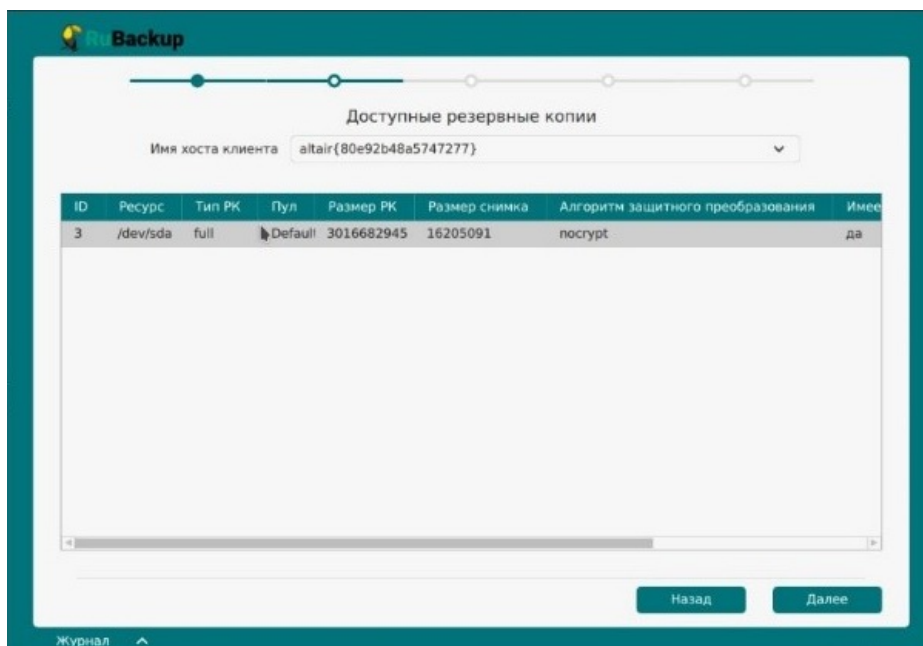 RuBackup
Доступные резервные копии
Имя хоста клиента altair{80e92b48a5747277}
ID Ресурс Тип РК Пул Размер РК Размер снимка Алгоритм защитного преобразования Имее
3 /dev/sda full Defaul 3016682945 16205091 nocrypt да
Назад Далее
Журнал